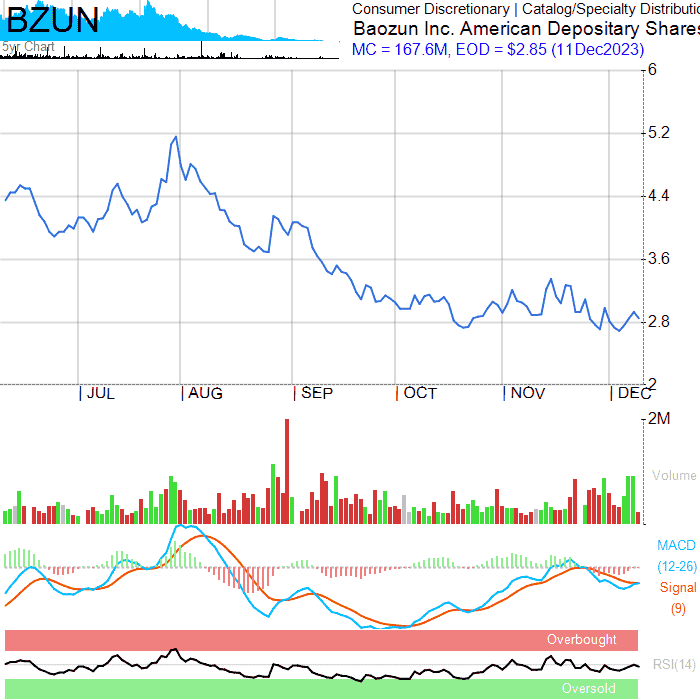 BZUN
5yr Chart
Consumer Discretionary | Catalog/Specialty Distributio
Baozun Inc. American Depositary Shares
MC = 167.6M, EOD = $2.85 (11Dec2023)
6
5.2
4.4
3.6
2.8
2
| JUL | AUG | SEP | OCT | NOV | DEC
2M
Volume
MACD
(12-26)
Signal
(9)
Overbought
RSI(14)
Oversold